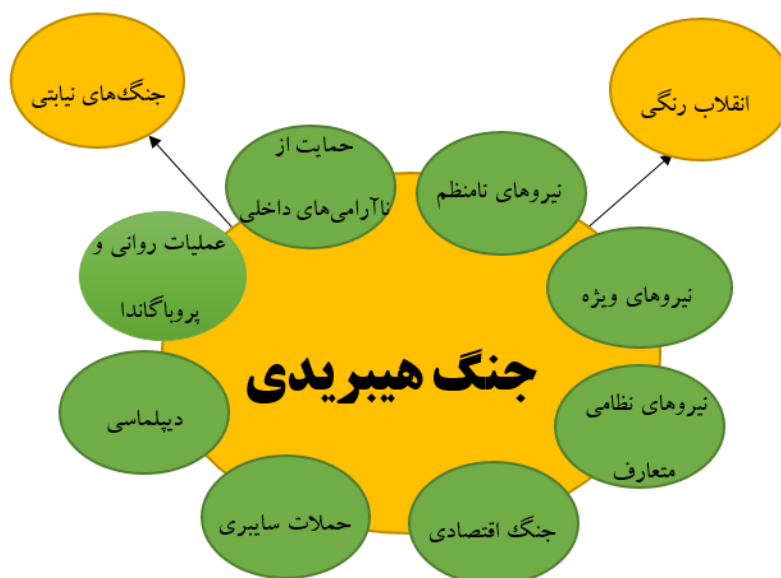 انقلاب رنگی
جنگ‌های نیابتی
حمایت از
ناآرامی‌های داخلی
نیروهای نامنظم
عملیات روانی و
پروپاگاندا
نیروهای ویژه
جنگ هیبریدی
دیپلماسی
نیروهای نظامی
متعارف
حملات سایبری
جنگ اقتصادی